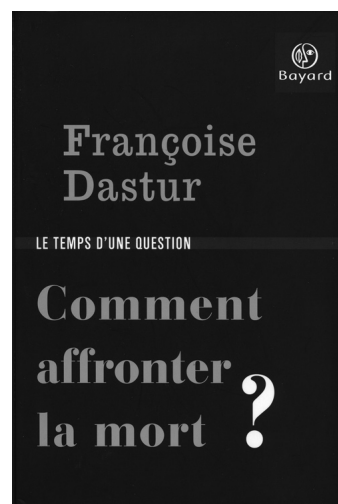 Bayard
Françoise
Dastur
LE TEMPS D'UNE QUESTION
Comment
affronter
la mort ?